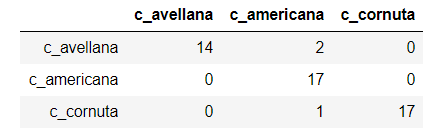 c_avellana c_americana c_cornuta
c_avellana 14 2 0
c_americana 0 17 0
c_cornuta 0 1 17